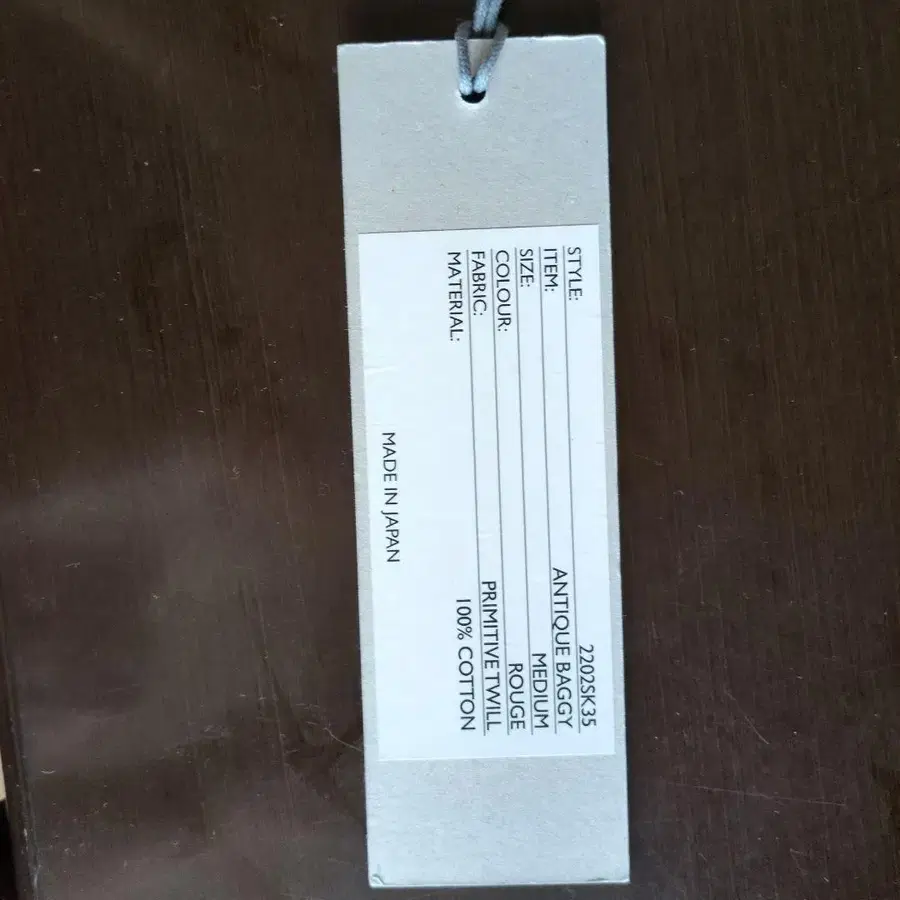 STYLE: 2202SK35
ITEM: ANTIQUE BAGGY
SIZE: MEDIUM
COLOUR: ROUGE
FABRIC: PRIMITIVE TWILL
MATERIAL: 100% COTTON
MADE IN JAPAN